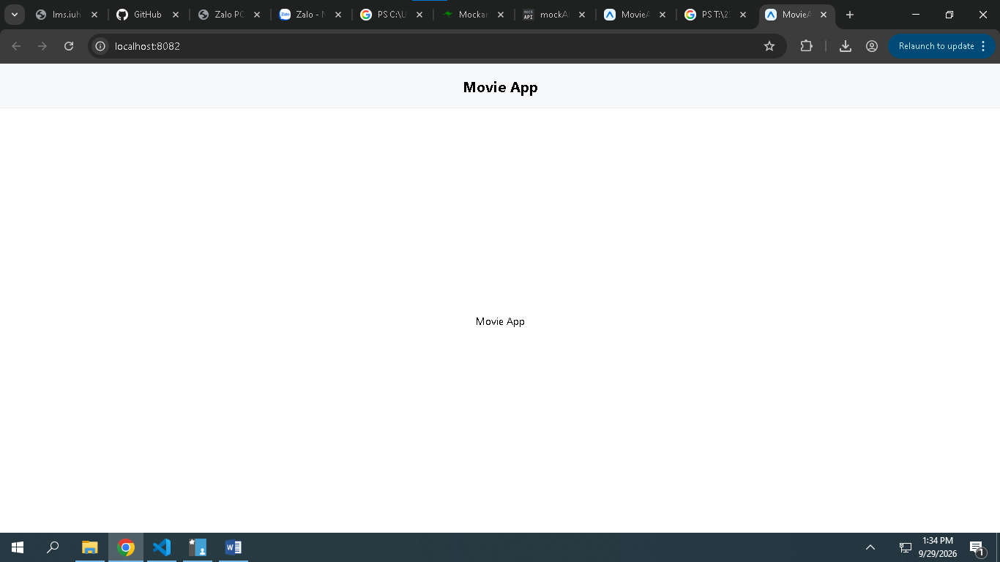 lms.iuh
GitHub
Zalo PC
Zalo - N
PS C:\U
Mockar
mockAI
MovieA
PS T:\2
MovieA
localhost:8082
Relaunch to update
Movie App
Movie App
1:34 PM
9/29/2026
1